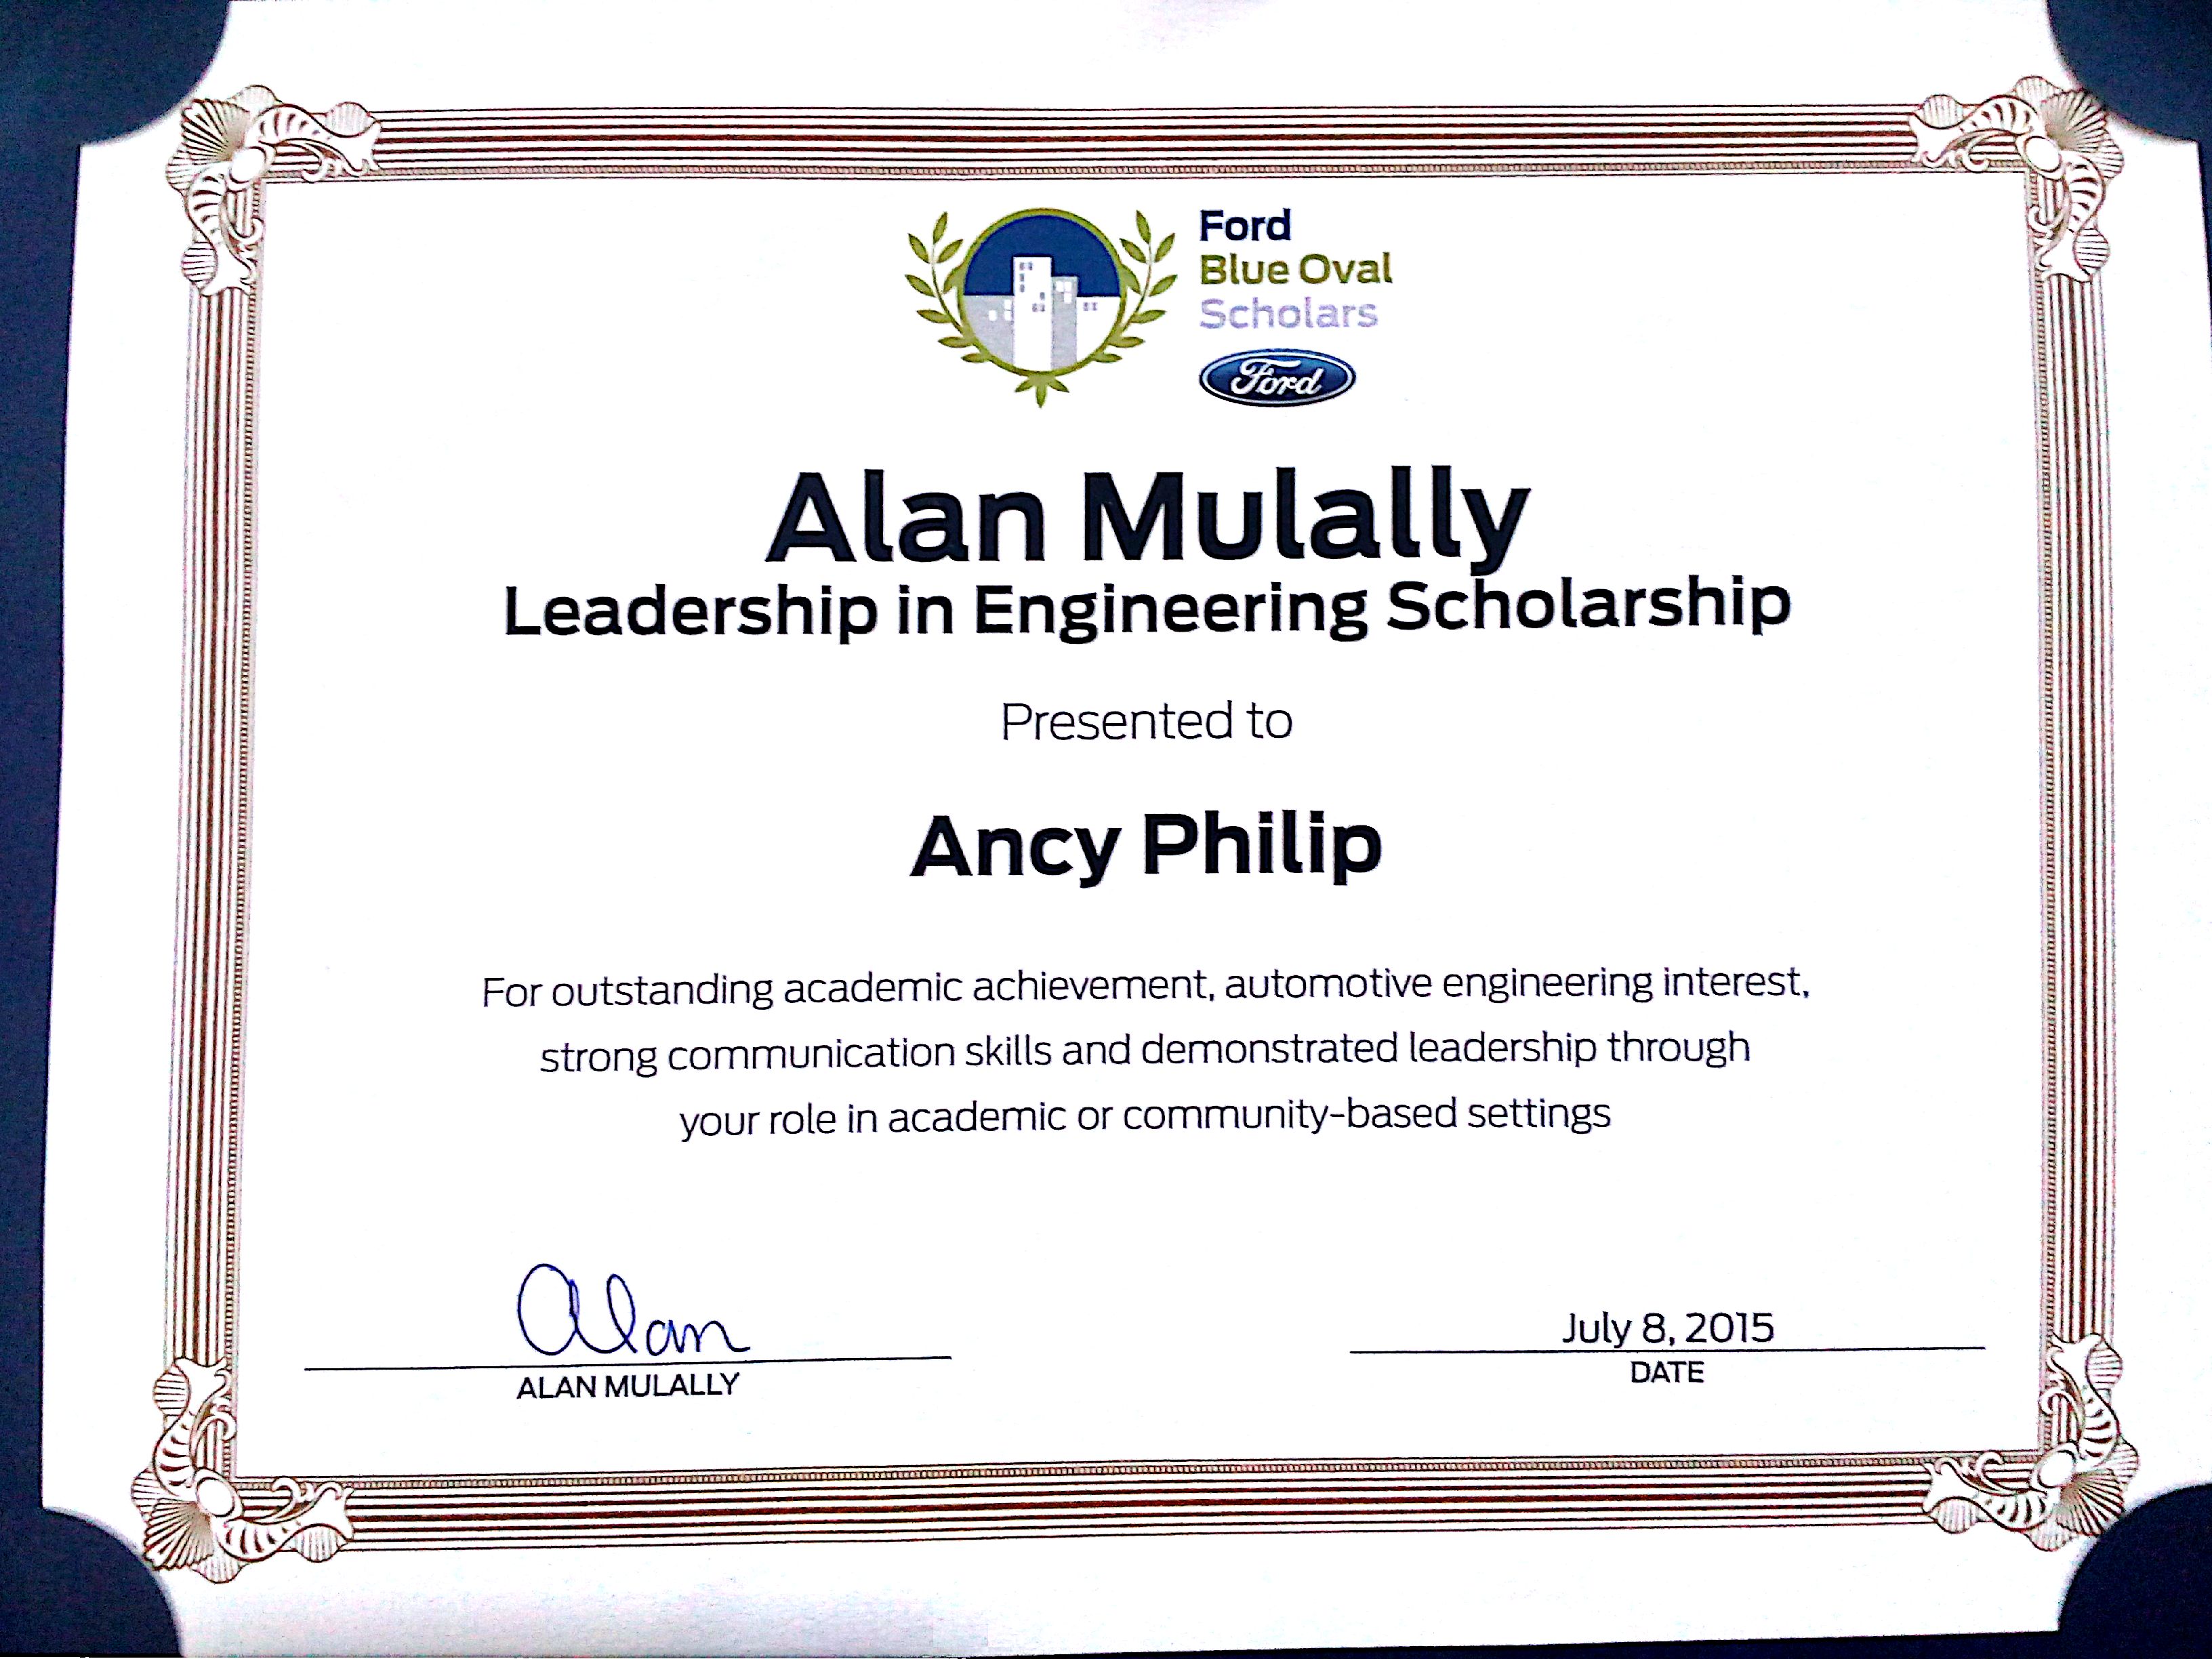 Ford
Blue Oval
Scholars
Ford
Alan Mulally
Leadership in Engineering Scholarship
Presented to
Ancy Philip
For outstanding academic achievement, automotive engineering interest,
strong communication skills and demonstrated leadership through
your role in academic or community-based settings
Alan
ALAN MULALLY
July 8, 2015
DATE